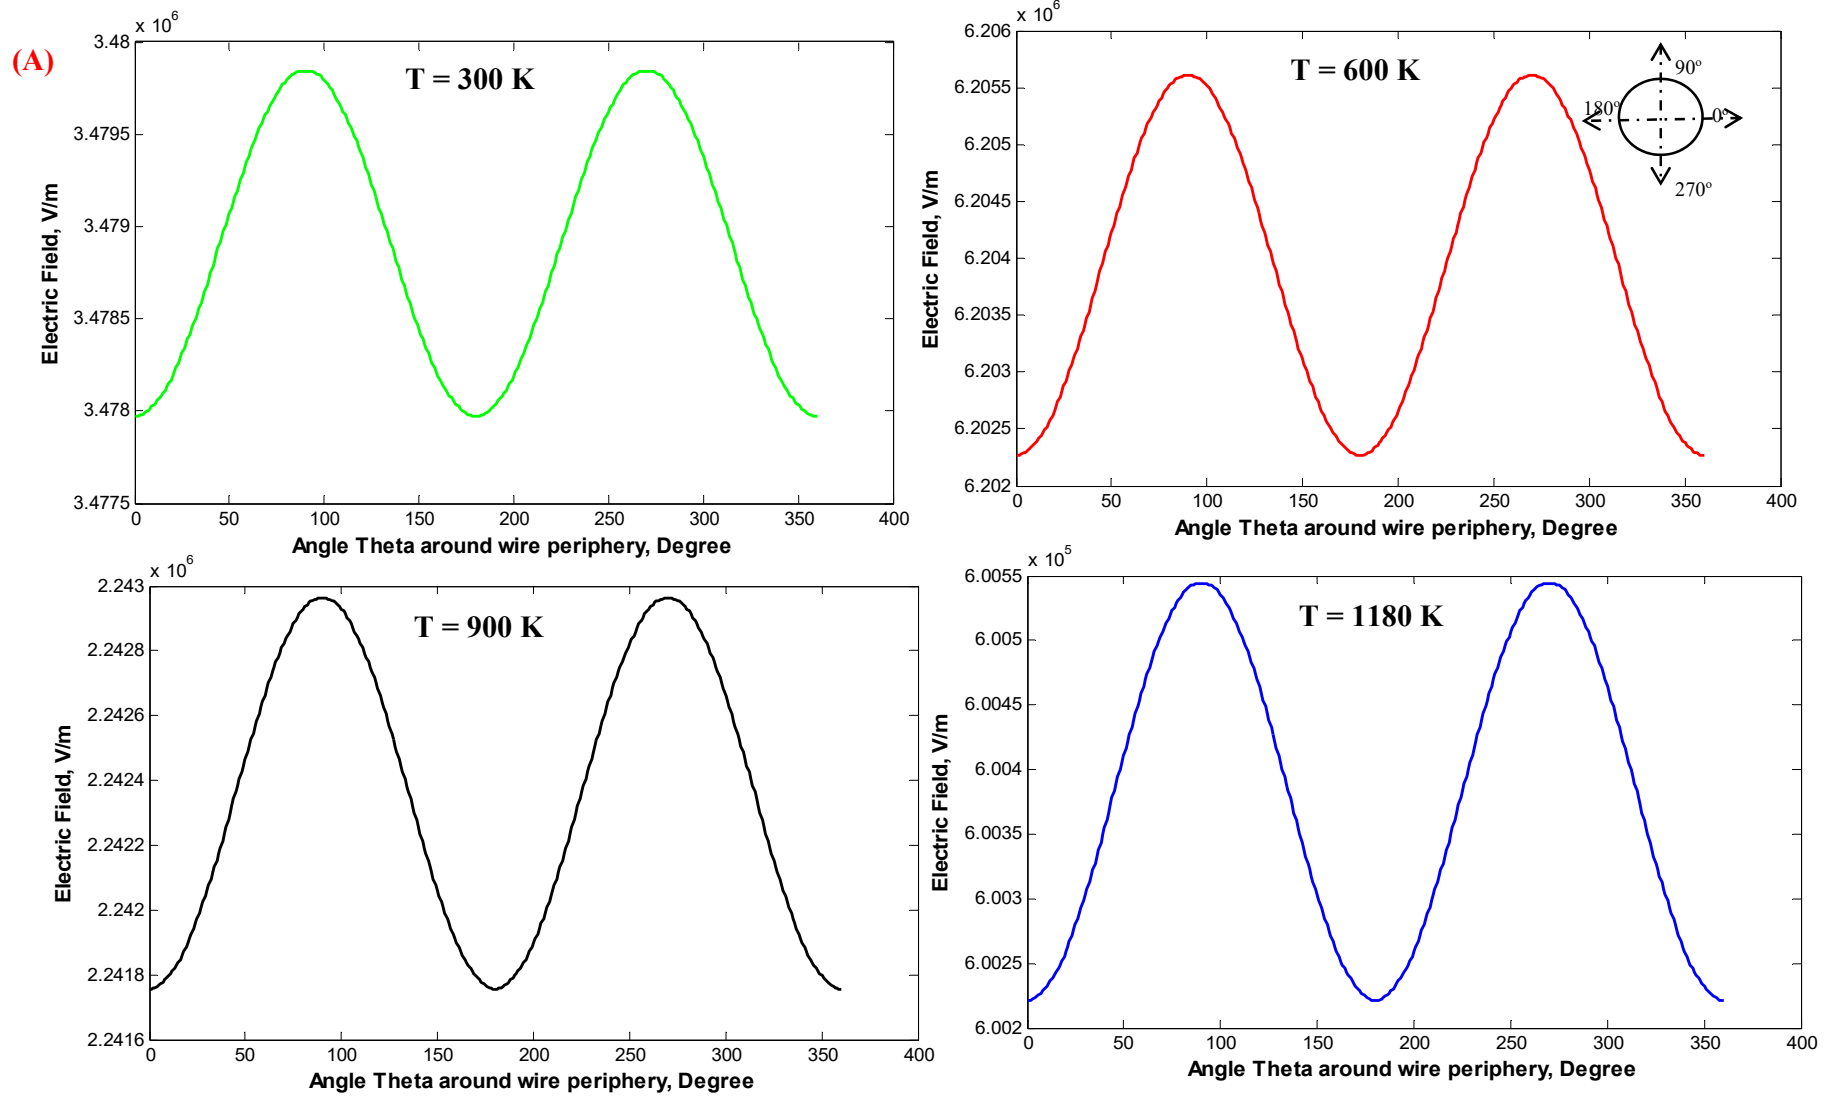 (A)
x 10^6
T = 300 K
3.48
3.4795
3.479
3.4785
3.478
3.4775
Electric Field, V/m
0 50 100 150 200 250 300 350 400
Angle Theta around wire periphery, Degree
x 10^6
T = 600 K
6.206
6.2055
6.205
6.2045
6.204
6.2035
6.203
6.2025
6.202
Electric Field, V/m
90º
180º
0º
270º
0 50 100 150 200 250 300 350 400
Angle Theta around wire periphery, Degree
x 10^6
T = 900 K
2.243
2.2428
2.2426
2.2424
2.2422
2.242
2.2418
2.2416
Electric Field, V/m
0 50 100 150 200 250 300 350 400
Angle Theta around wire periphery, Degree
x 10^5
T = 1180 K
6.0055
6.005
6.0045
6.004
6.0035
6.003
6.0025
6.002
Electric Field, V/m
0 50 100 150 200 250 300 350 400
Angle Theta around wire periphery, Degree